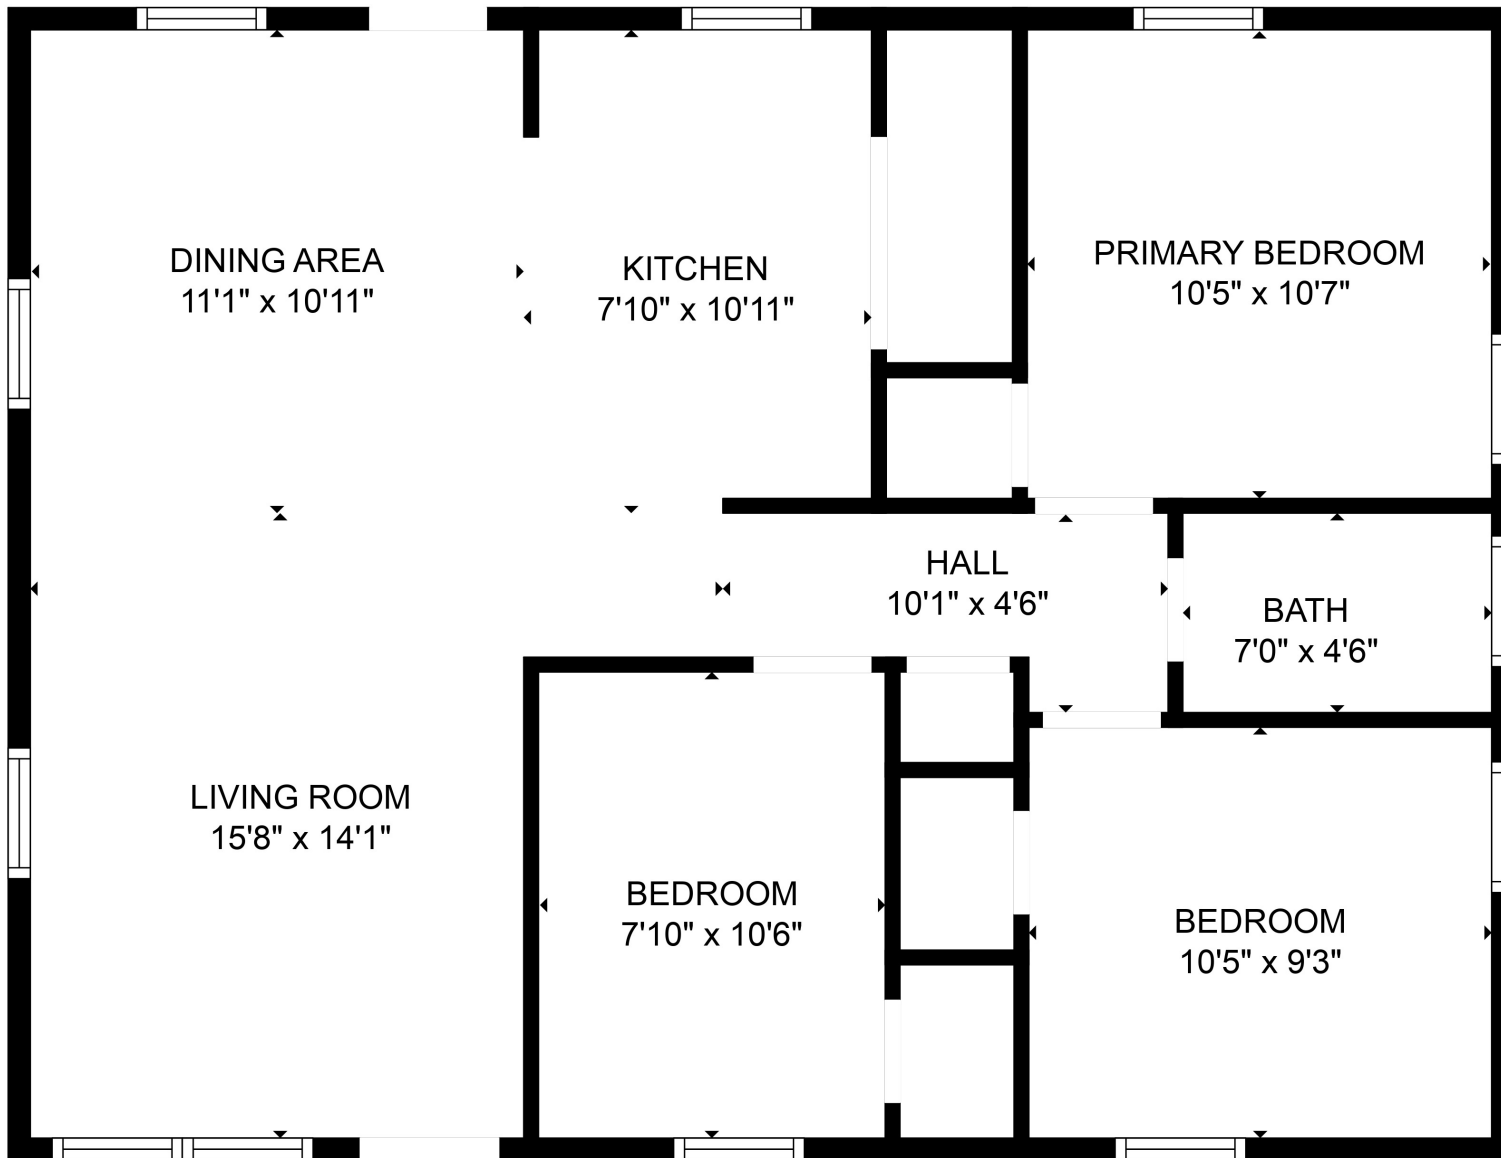 DINING AREA
11'1" x 10'11"
KITCHEN
7'10" x 10'11"
PRIMARY BEDROOM
10'5" x 10'7"
HALL
10'1" x 4'6"
BATH
7'0" x 4'6"
LIVING ROOM
15'8" x 14'1"
BEDROOM
7'10" x 10'6"
BEDROOM
10'5" x 9'3"